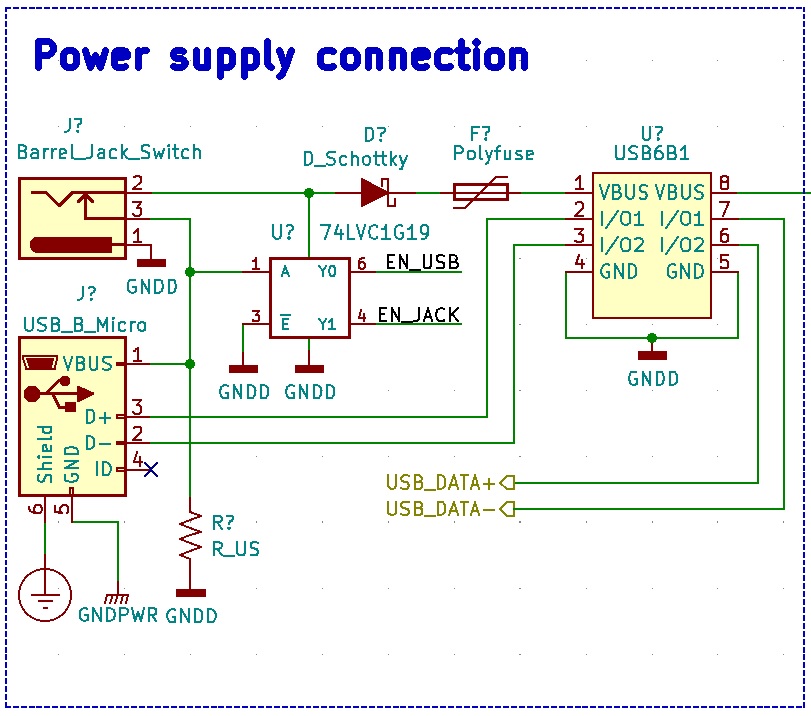 Power supply connection
J?
Barrel_Jack_Switch
2
3
1
GNDD
D?
D_Schottky
F?
Polyfuse
U?
USB6B1
1
2
3
4
VBUS VBUS
I/O1 I/O1
I/O2 I/O2
GND GND
8
7
6
5
GNDD
U?
74LVC1G19
1
A
Y0
6
EN_USB
3
E
Y1
4
EN_JACK
GNDD
GNDD
J?
USB_B_Micro
VBUS
1
D+
3
D-
2
ID
4
Shield
GND
6
5
USB_DATA+
USB_DATA-
R?
R_US
GNDPWR
GNDD